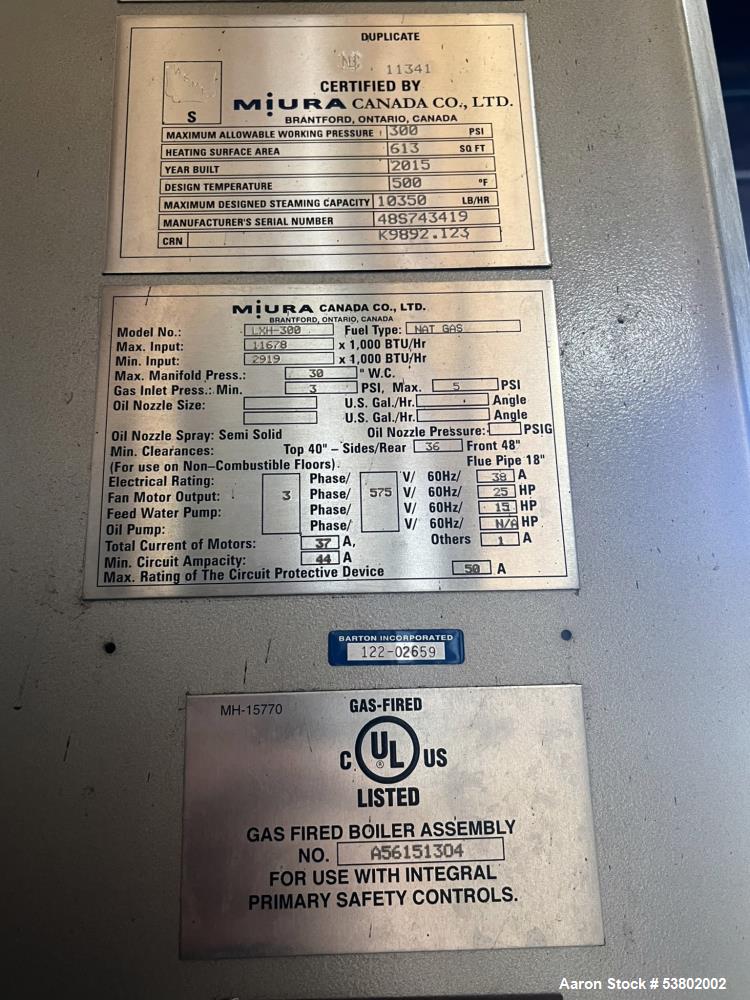 DUPLICATE
11341
CERTIFIED BY
S
MIURA CANADA CO., LTD.
BRANTFORD, ONTARIO, CANADA
MAXIMUM ALLOWABLE WORKING PRESSURE 300 PSI
HEATING SURFACE AREA 613 SQ FT
YEAR BUILT 2015
DESIGN TEMPERATURE 500 °F
MAXIMUM DESIGNED STEAMING CAPACITY 10350 LB/HR
MANUFACTURER'S SERIAL NUMBER 48S743419
CRN K9892.123
MIURA CANADA CO., LTD.
BRANTFORD, ONTARIO, CANADA
Model No.: LXH-300 Fuel Type: NAT GAS
Max. Input: 11678 x 1,000 BTU/Hr
Min. Input: 2919 x 1,000 BTU/Hr
Max. Manifold Press.: 30 " W.C.
Gas Inlet Press.: Min. 3 PSI, Max. 5 PSI
Oil Nozzle Size: U.S. Gal./Hr. Angle
U.S. Gal./Hr. Angle
Oil Nozzle Spray: Semi Solid Oil Nozzle Pressure: PSIG
Min. Clearances: Top 40" – Sides/Rear 36 Front 48"
(For use on Non–Combustible Floors). Flue Pipe 18"
Electrical Rating: Phase/ V/ 60Hz/ 38 A
Fan Motor Output: 3 Phase/ 575 V/ 60Hz/ 25 HP
Feed Water Pump: Phase/ V/ 60Hz/ 15 HP
Oil Pump: Phase/ V/ 60Hz/ N/A HP
Total Current of Motors: 37 A, Others 1 A
Min. Circuit Ampacity: 44 A
Max. Rating of The Circuit Protective Device 50 A
BARTON INCORPORATED
122-02659
MH-15770 GAS-FIRED
C UL ® US
LISTED
GAS FIRED BOILER ASSEMBLY
NO. A56151304
FOR USE WITH INTEGRAL
PRIMARY SAFETY CONTROLS.
Aaron Stock # 53802002